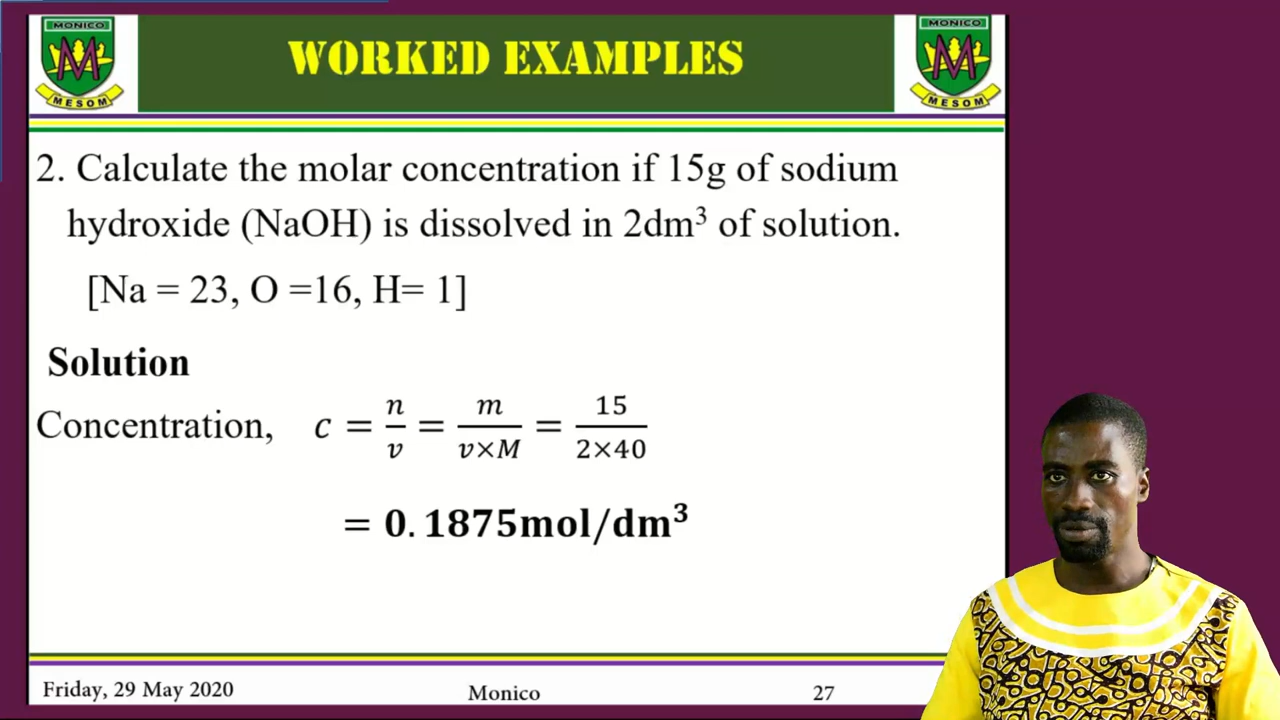 MONICO
MESOM
WORKED EXAMPLES
MONICO
MESOM
2. Calculate the molar concentration if 15g of sodium
hydroxide (NaOH) is dissolved in 2dm³ of solution.
[Na = 23, O =16, H= 1]
Solution
Concentration, c = n/v = m/v×M = 15/2×40
= 0.1875mol/dm³
Friday, 29 May 2020
Monico
27